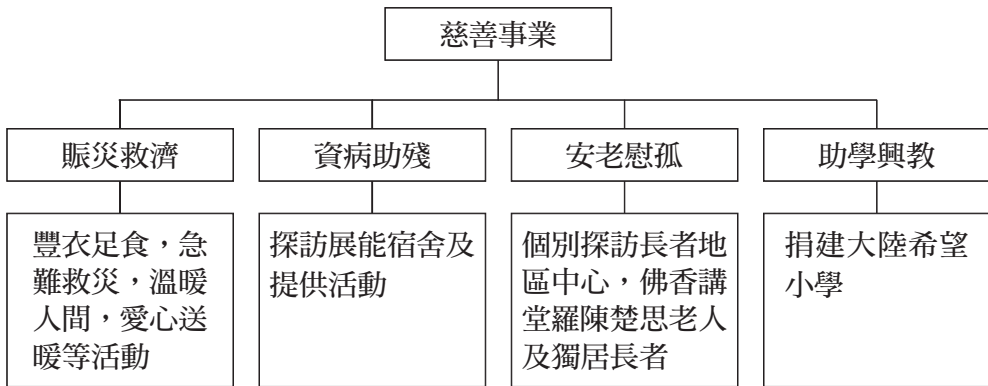 慈善事業
賑災救濟
資病助殘
安老慰孤
助學興教
豐衣足食，急
難救災，溫暖
人間，愛心送
暖等活動
探訪展能宿舍及
提供活動
個別探訪長者地
區中心，佛香講
堂羅陳楚思老人
及獨居長者
捐建大陸希望
小學